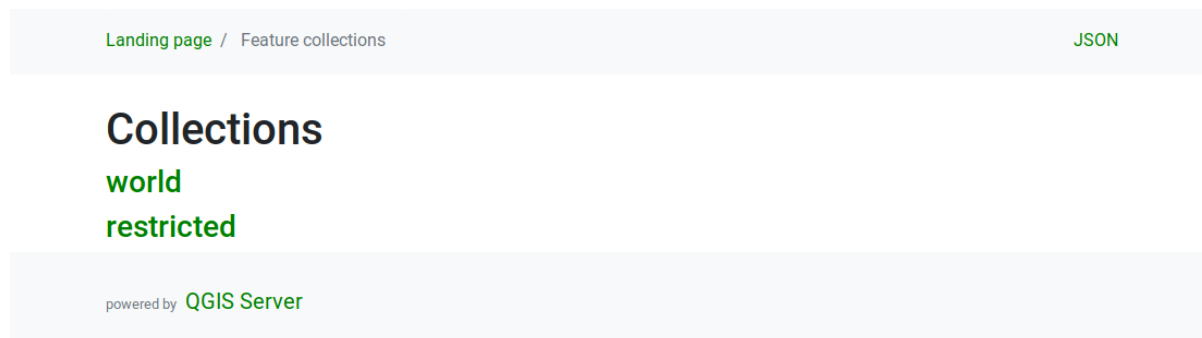 Landing page / Feature collections JSON
Collections
world
restricted
powered by QGIS Server